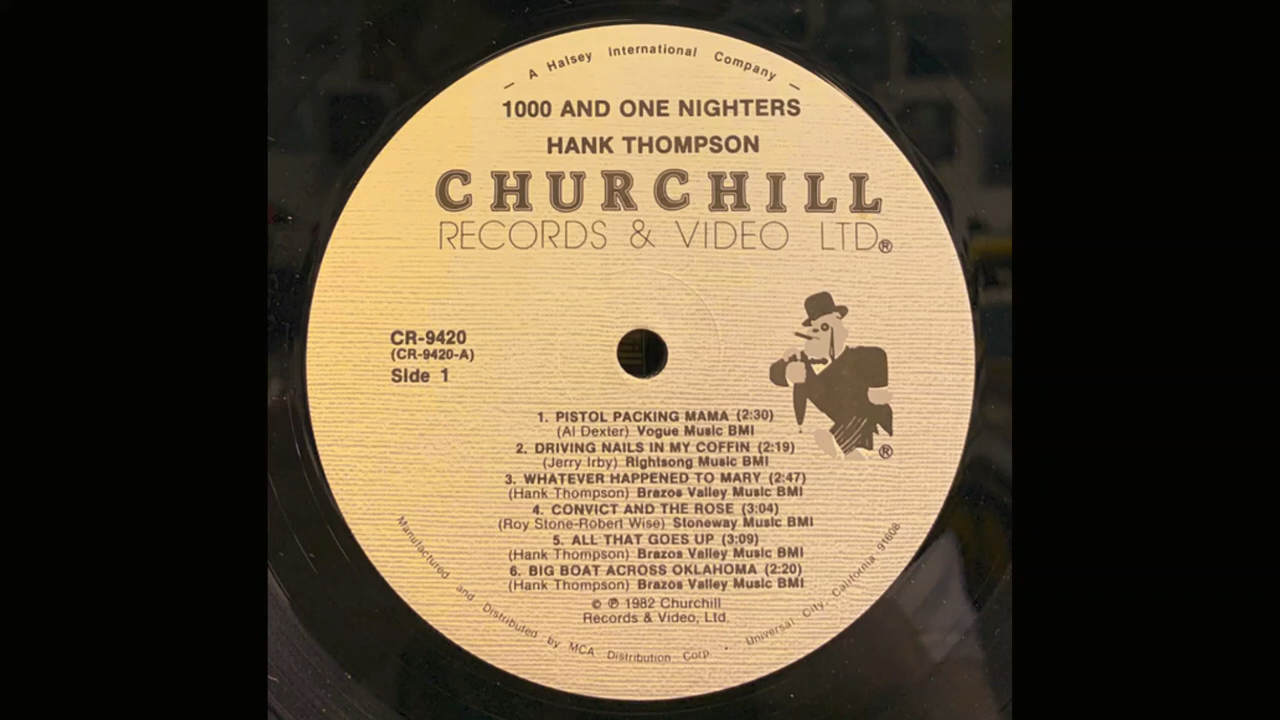 — A Halsey International Company —
1000 AND ONE NIGHTERS
HANK THOMPSON
CHURCHILL
RECORDS & VIDEO LTD.®
CR-9420
(CR-9420-A)
Side 1
®
1. PISTOL PACKING MAMA (2:30)
(Al Dexter) Vogue Music BMI
2. DRIVING NAILS IN MY COFFIN (2:19)
(Jerry Irby) Rightsong Music BMI
3. WHATEVER HAPPENED TO MARY (2:47)
(Hank Thompson) Brazos Valley Music BMI
4. CONVICT AND THE ROSE (3:04)
(Roy Stone-Robert Wise) Stoneway Music BMI
5. ALL THAT GOES UP (3:09)
(Hank Thompson) Brazos Valley Music BMI
6. BIG BOAT ACROSS OKLAHOMA (2:20)
(Hank Thompson) Brazos Valley Music BMI
© ℗ 1982 Churchill
Records & Video, Ltd.
Manufactured and Distributed by MCA Distribution Corp. · Universal City, California 91608